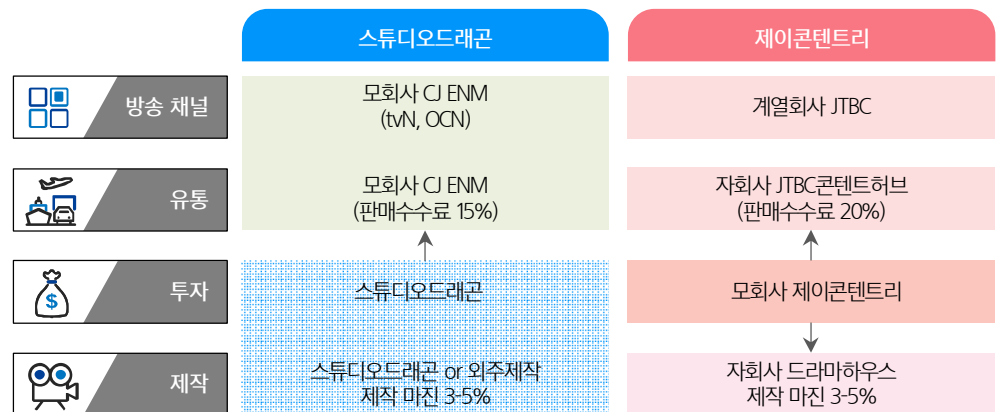 스튜디오드래곤
제이콘텐트리
방송 채널
모회사 CJ ENM
(tvN, OCN)
계열회사 JTBC
유통
모회사 CJ ENM
(판매수수료 15%)
자회사 JTBC콘텐트허브
(판매수수료 20%)
투자
$
스튜디오드래곤
모회사 제이콘텐트리
제작
스튜디오드래곤 or 외주제작
제작 마진 3-5%
자회사 드라마하우스
제작 마진 3-5%